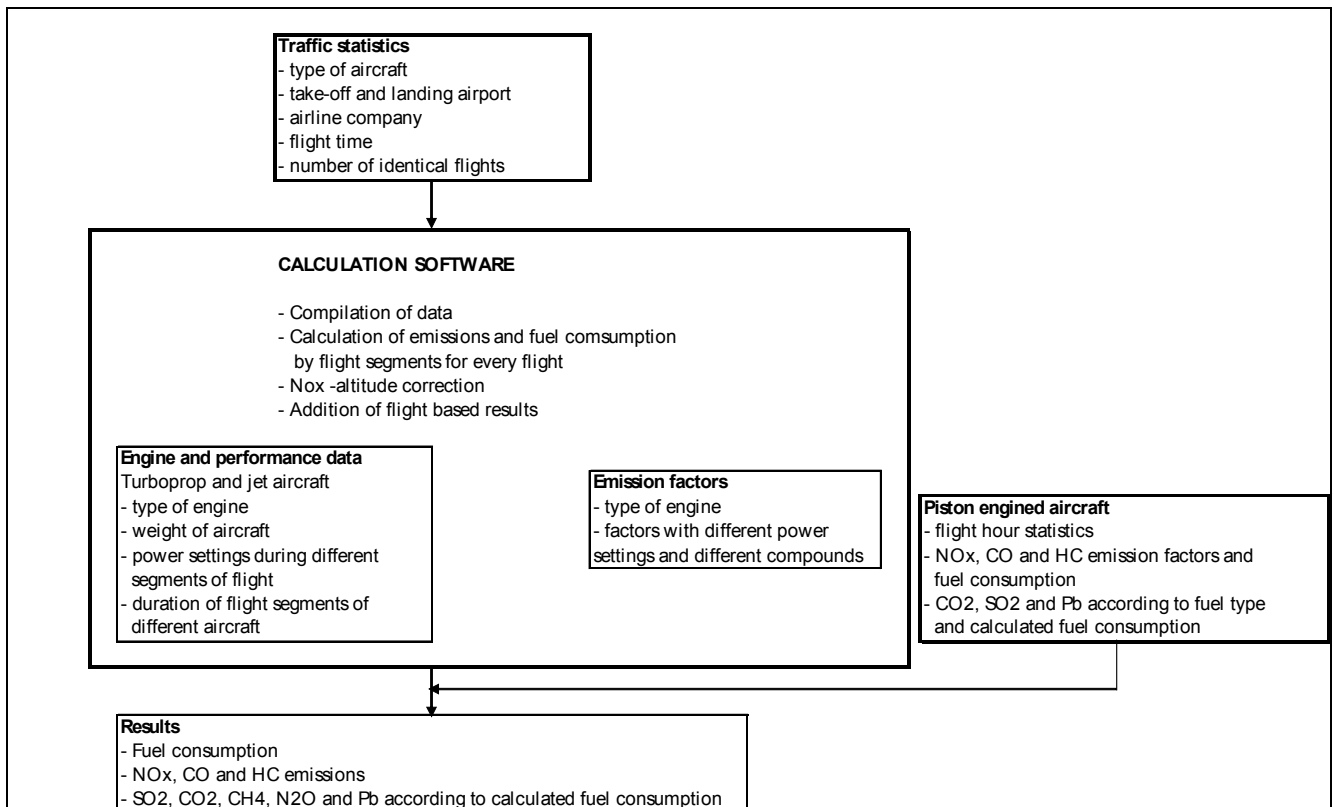 Traffic statistics
- type of aircraft
- take-off and landing airport
- airline company
- flight time
- number of identical flights
CALCULATION SOFTWARE
- Compilation of data
- Calculation of emissions and fuel comsumption
by flight segments for every flight
- Nox -altitude correction
- Addition of flight based results
Engine and performance data
Turboprop and jet aircraft
- type of engine
- weight of aircraft
- power settings during different
segments of flight
- duration of flight segments of
different aircraft
Emission factors
- type of engine
- factors with different power
settings and different compounds
Piston engined aircraft
- flight hour statistics
- NOx, CO and HC emission factors and
fuel consumption
- CO2, SO2 and Pb according to fuel type
and calculated fuel consumption
Results
- Fuel consumption
- NOx, CO and HC emissions
- SO2, CO2, CH4, N2O and Pb according to calculated fuel consumption